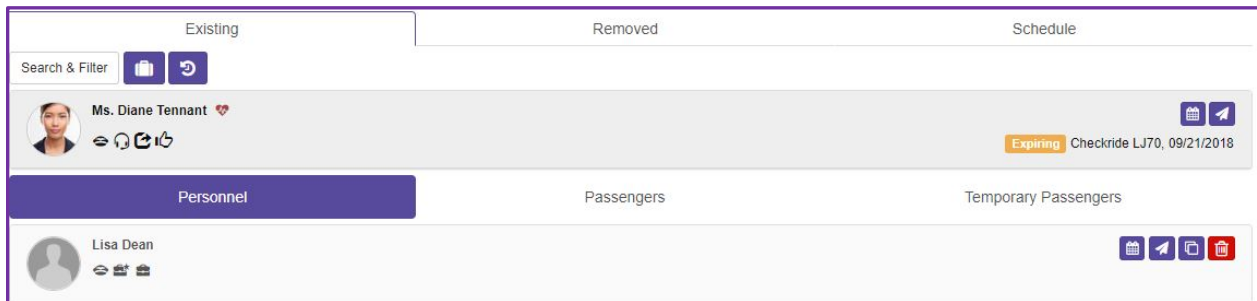 Existing Removed Schedule
Search & Filter
Ms. Diane Tennant
Expiring Checkride LJ70, 09/21/2018
Personnel Passengers Temporary Passengers
Lisa Dean